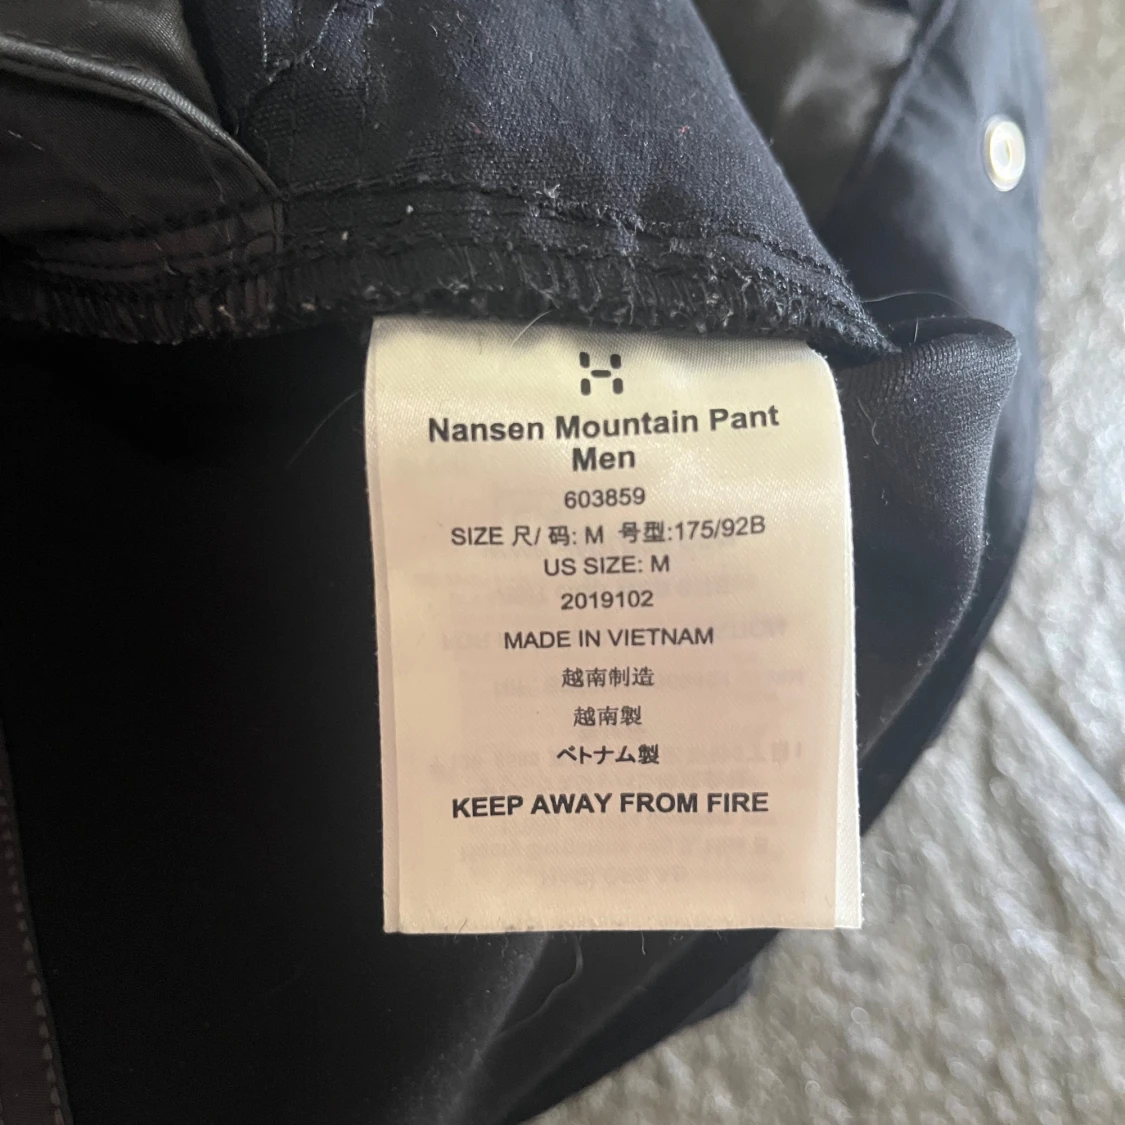 Nansen Mountain Pant
Men
603859
SIZE 尺/ 码: M 号型:175/92B
US SIZE: M
2019102
MADE IN VIETNAM
越南制造
越南製
ベトナム製
KEEP AWAY FROM FIRE